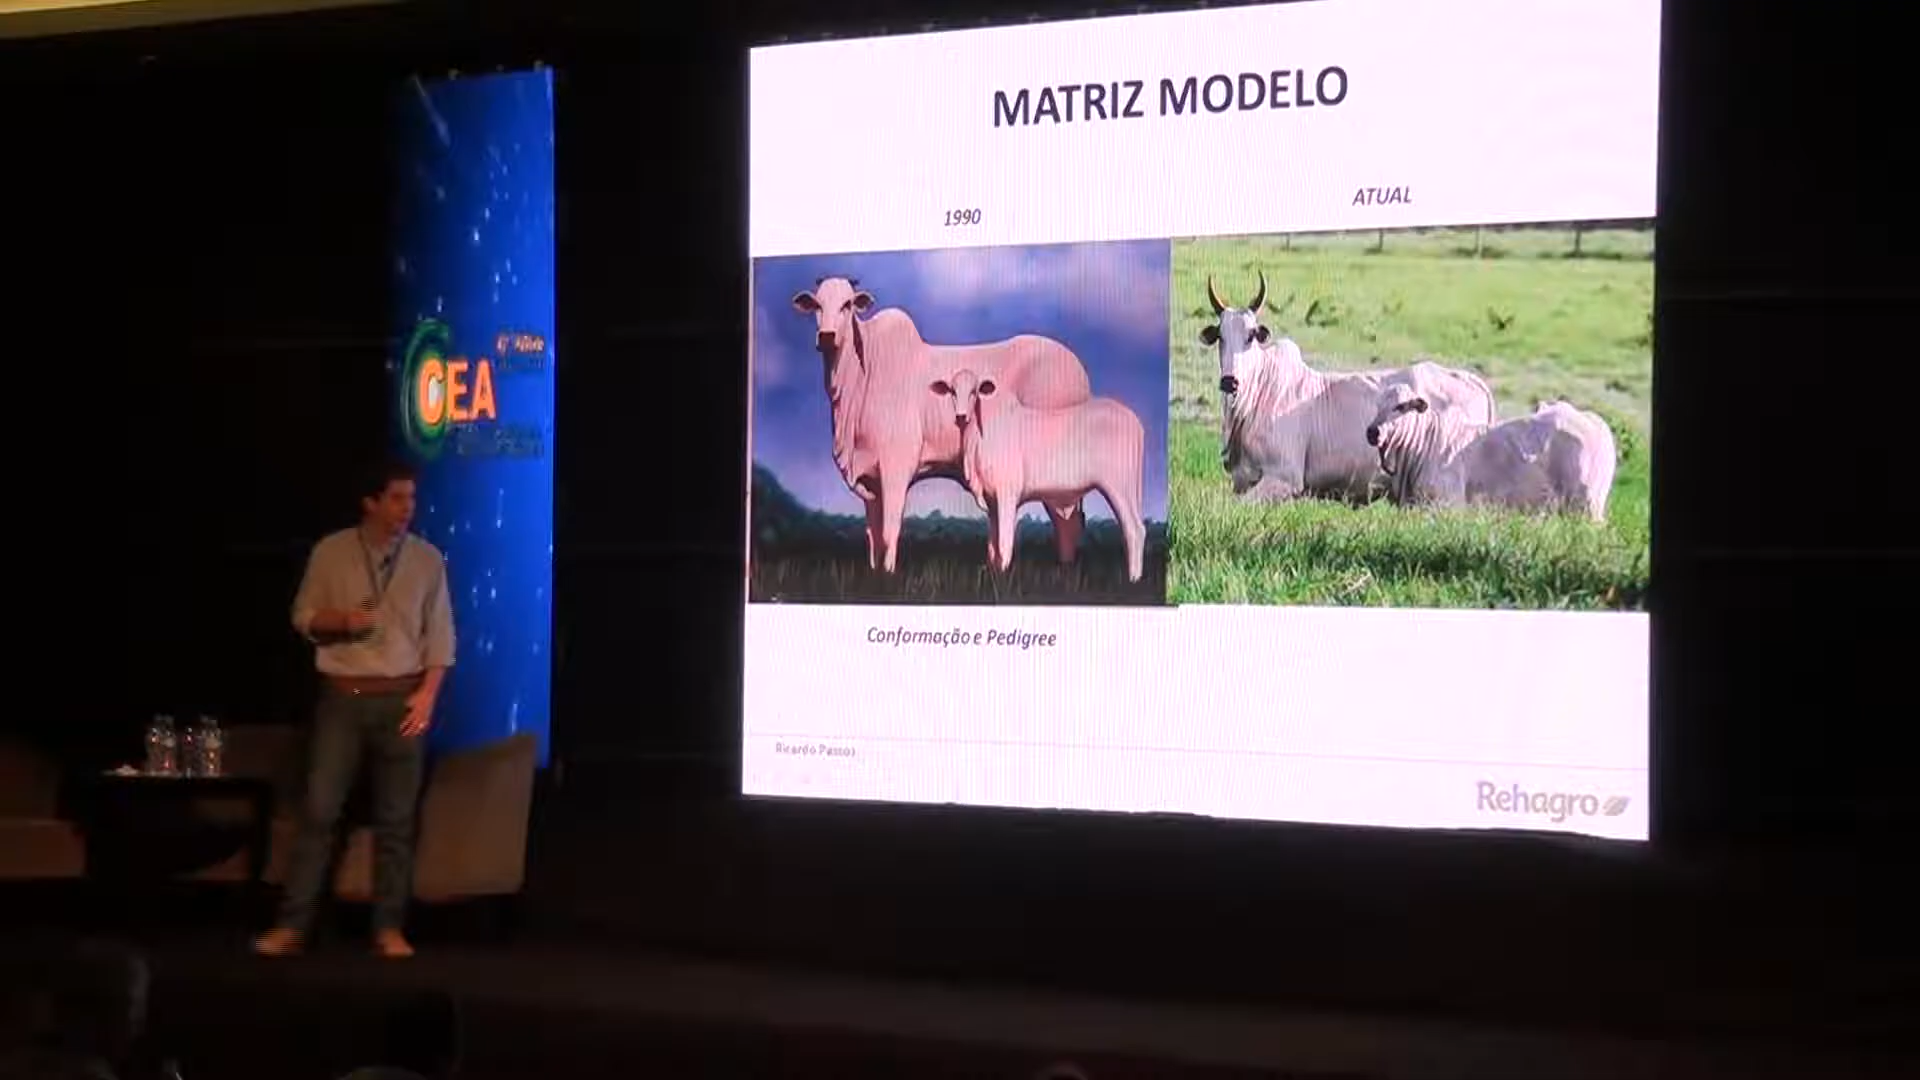 MATRIZ MODELO
1990
ATUAL
Conformação e Pedigree
Ricardo Passos
Rehagro
CEA